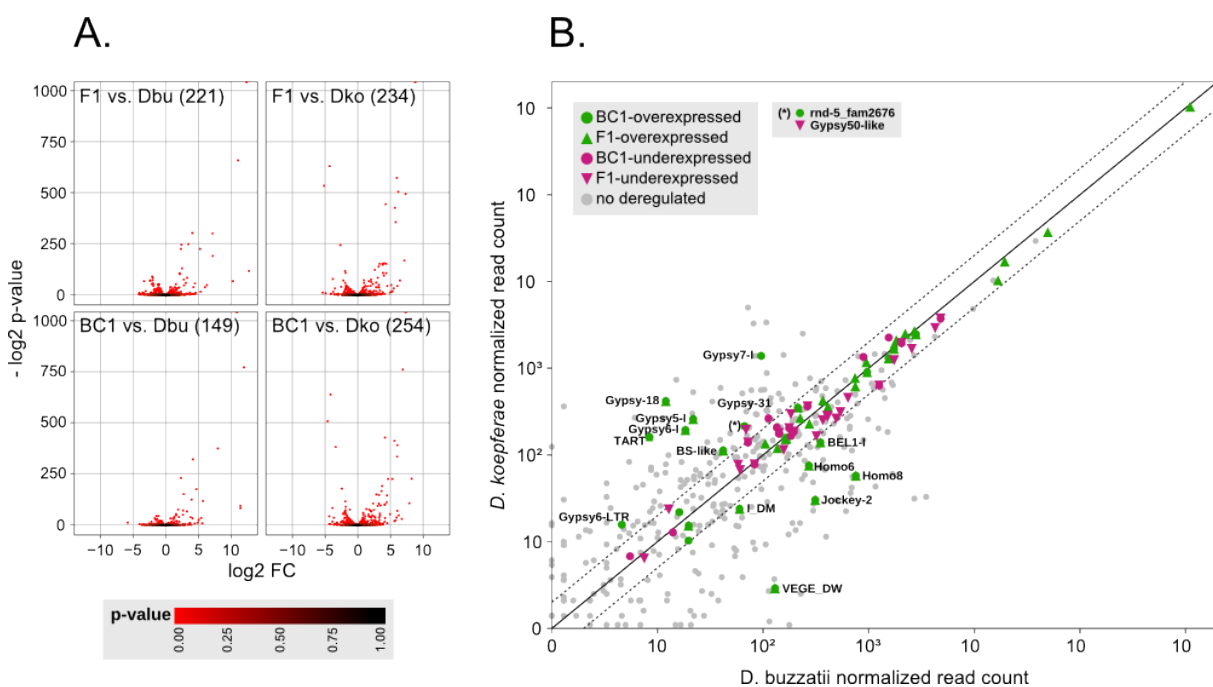 A.
B.
F1 vs. Dbu (221)
F1 vs. Dko (234)
BC1 vs. Dbu (149)
BC1 vs. Dko (254)
1000
750
500
250
0
1000
750
500
250
0
- log2 p-value
−10 −5 0 5 10
−10 −5 0 5 10
log2 FC
p-value
0.00
0.25
0.50
0.75
1.00
BC1-overexpressed
F1-overexpressed
BC1-underexpressed
F1-underexpressed
no deregulated
(*) rnd-5_fam2676
Gypsy50-like
10
10
10
10³
10²
10
0
D. koepferae normalized read count
Gypsy7-I
Gypsy-18
Gypsy-31
Gypsy5-I
Gypsy6-I
(*)
TART
BS-like
BEL1-I
Homo6
Homo8
Jockey-2
I_DM
Gypsy6-LTR
VEGE_DW
0 10 10² 10³ 10 10 10
D. buzzatii normalized read count